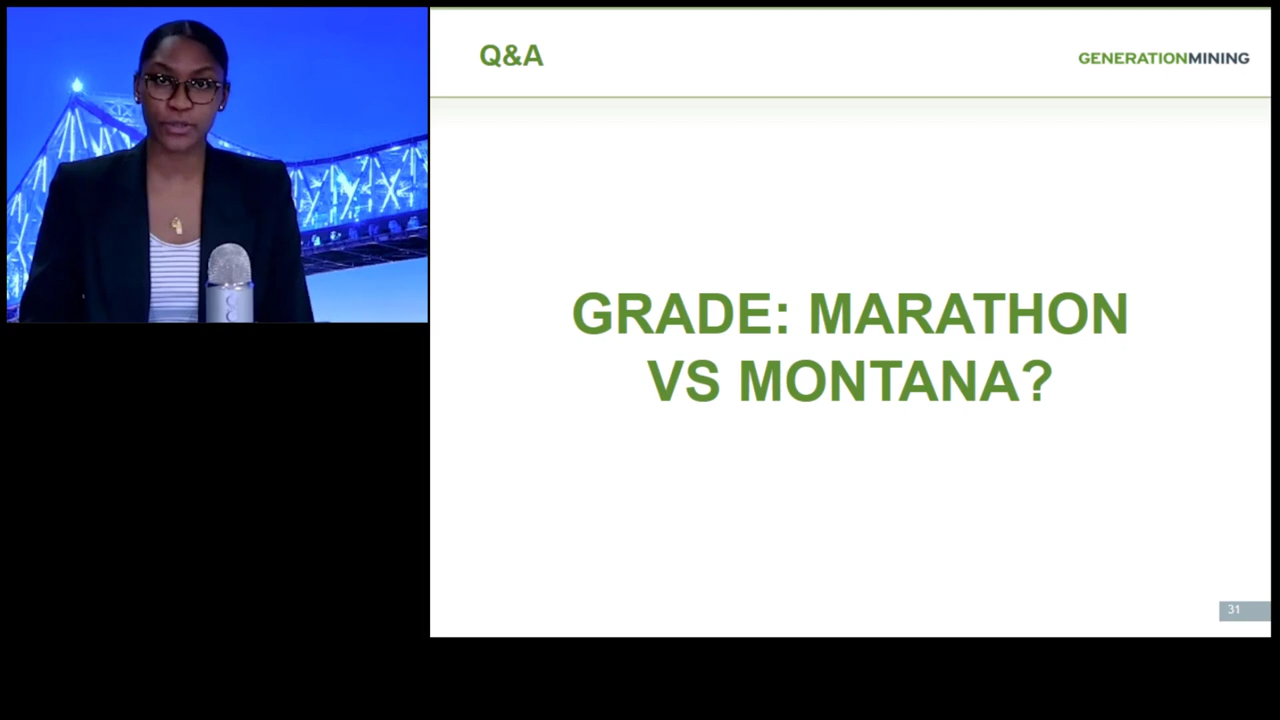 Q&A
GENERATIONMINING
GRADE: MARATHON
VS MONTANA?
31